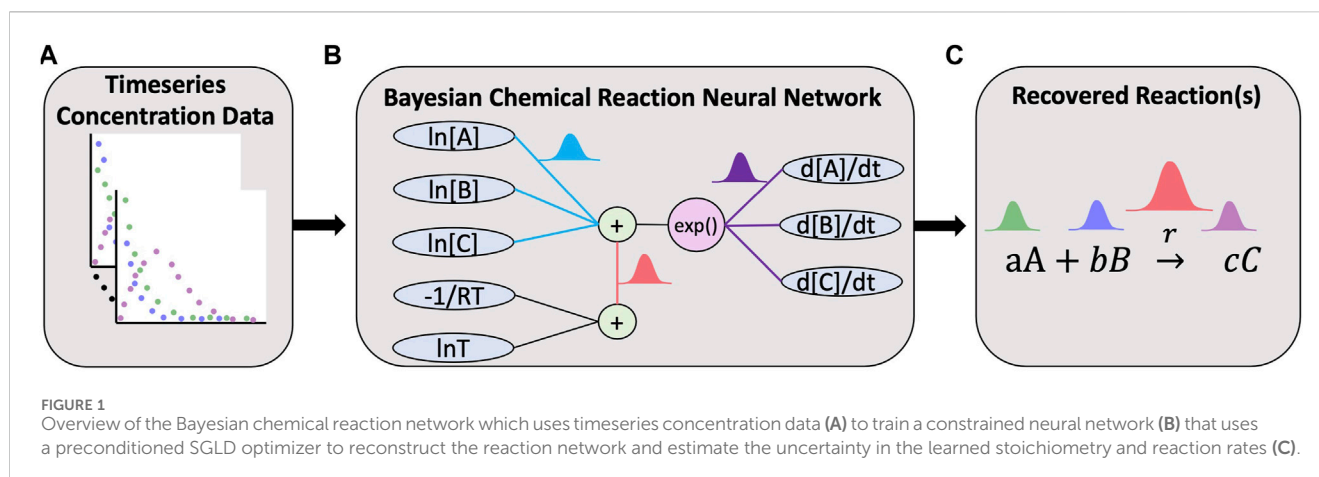 A
Timeseries
Concentration Data
B
Bayesian Chemical Reaction Neural Network
ln[A]
ln[B]
ln[C]
-1/RT
lnT
+
+
exp()
d[A]/dt
d[B]/dt
d[C]/dt
C
Recovered Reaction(s)
r
aA + bB → cC
FIGURE 1
Overview of the Bayesian chemical reaction network which uses timeseries concentration data (A) to train a constrained neural network (B) that uses
a preconditioned SGLD optimizer to reconstruct the reaction network and estimate the uncertainty in the learned stoichiometry and reaction rates (C).